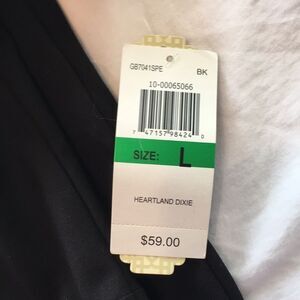 GB7041SPE BK
10-00065066
7 47157 98424 0
SIZE: L
HEARTLAND DIXIE
$59.00